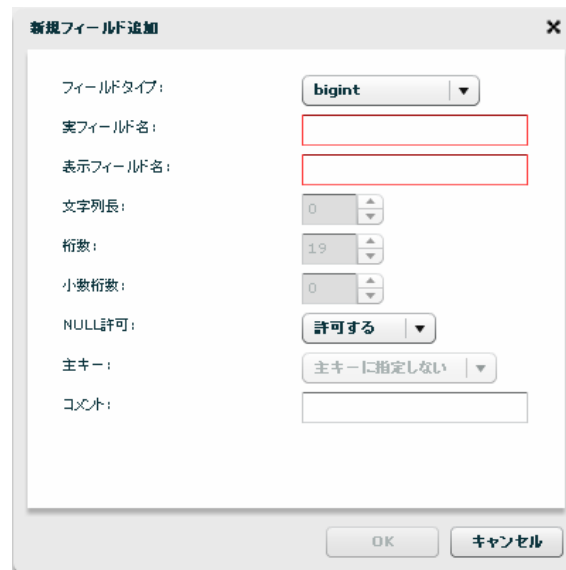 新規フィールド追加
フィールドタイプ: bigint
実フィールド名:
表示フィールド名:
文字列長: 0
桁数: 19
小数桁数: 0
NULL許可: 許可する
主キー: 主キーに指定しない
コメント:
OK キャンセル